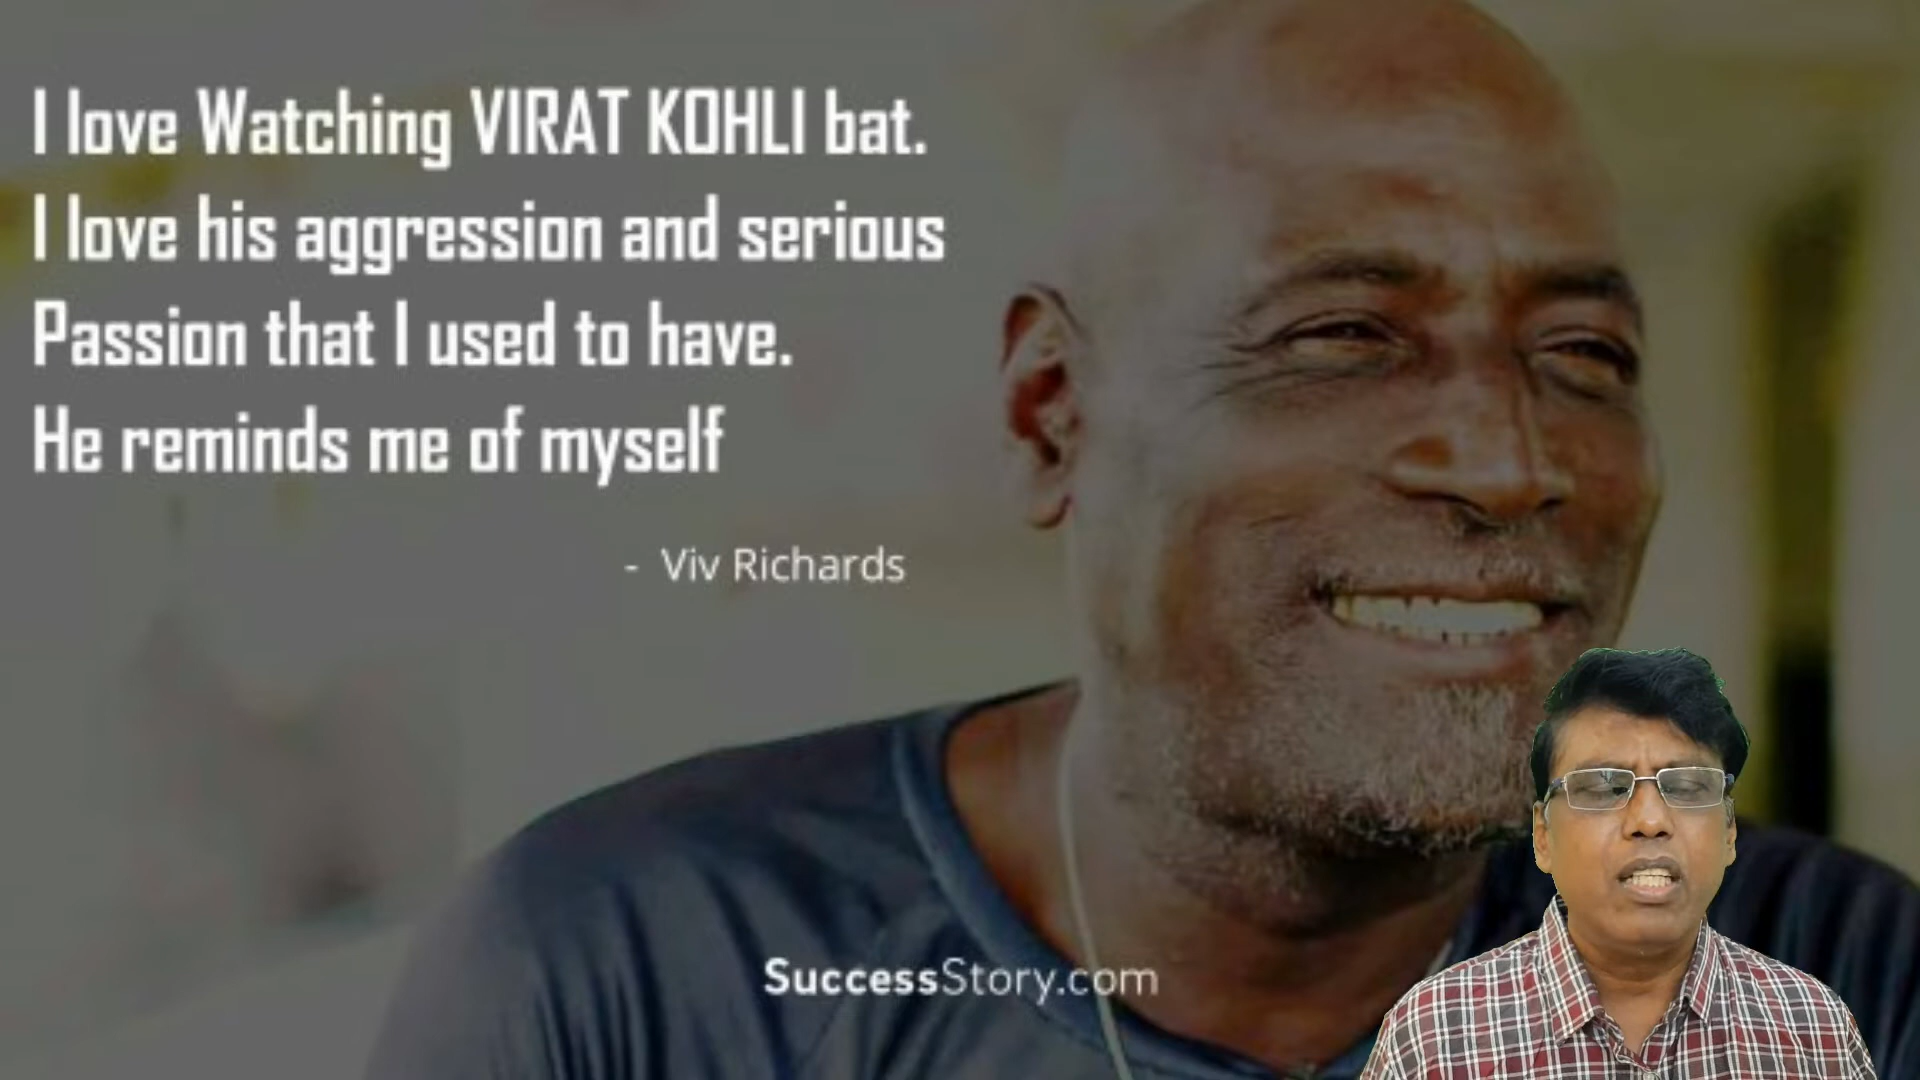 I love Watching VIRAT KOHLI bat.
I love his aggression and serious
Passion that I used to have.
He reminds me of myself
- Viv Richards
SuccessStory.com